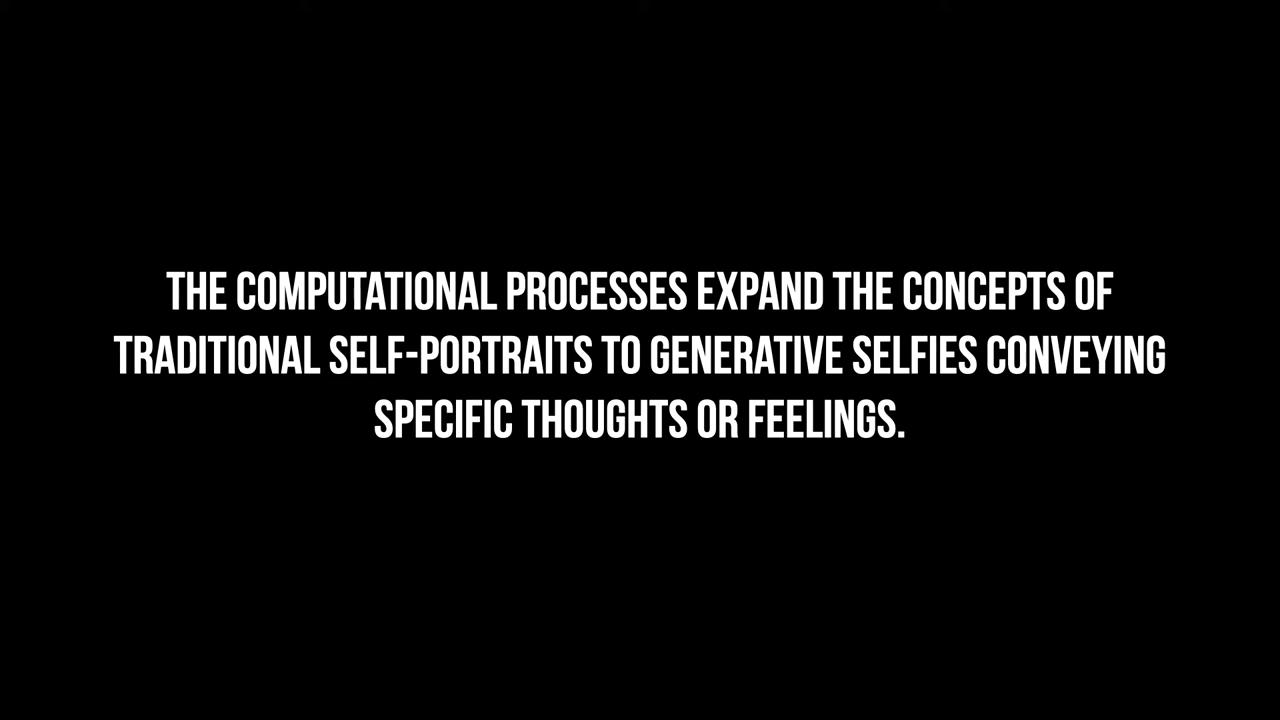 THE COMPUTATIONAL PROCESSES EXPAND THE CONCEPTS OF
TRADITIONAL SELF-PORTRAITS TO GENERATIVE SELFIES CONVEYING
SPECIFIC THOUGHTS OR FEELINGS.